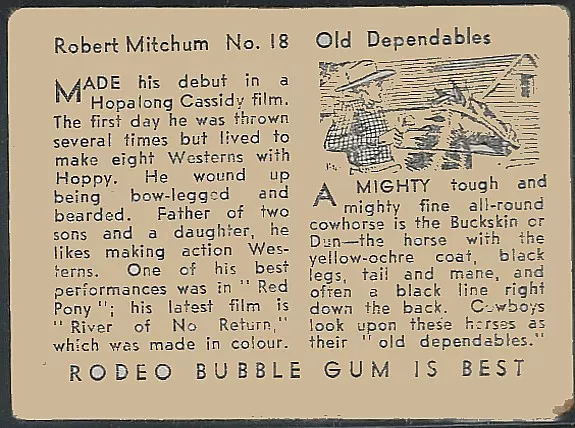 Robert Mitchum No. 18
MADE his debut in a
Hopalong Cassidy film.
The first day he was thrown
several times but lived to
make eight Westerns with
Hoppy. He wound up
being bow-legged and
bearded. Father of two
sons and a daughter, he
likes making action Wes-
terns. One of his best
performances was in "Red
Pony"; his latest film is
"River of No Return,"
which was made in colour.
Old Dependables
A MIGHTY tough and
mighty fine all-round
cowhorse is the Buckskin or
Dun—the horse with the
yellow-ochre coat, black
legs, tail and mane, and
often a black line right
down the back. Cowboys
look upon these horses as
their "old dependables."
RODEO BUBBLE GUM IS BEST